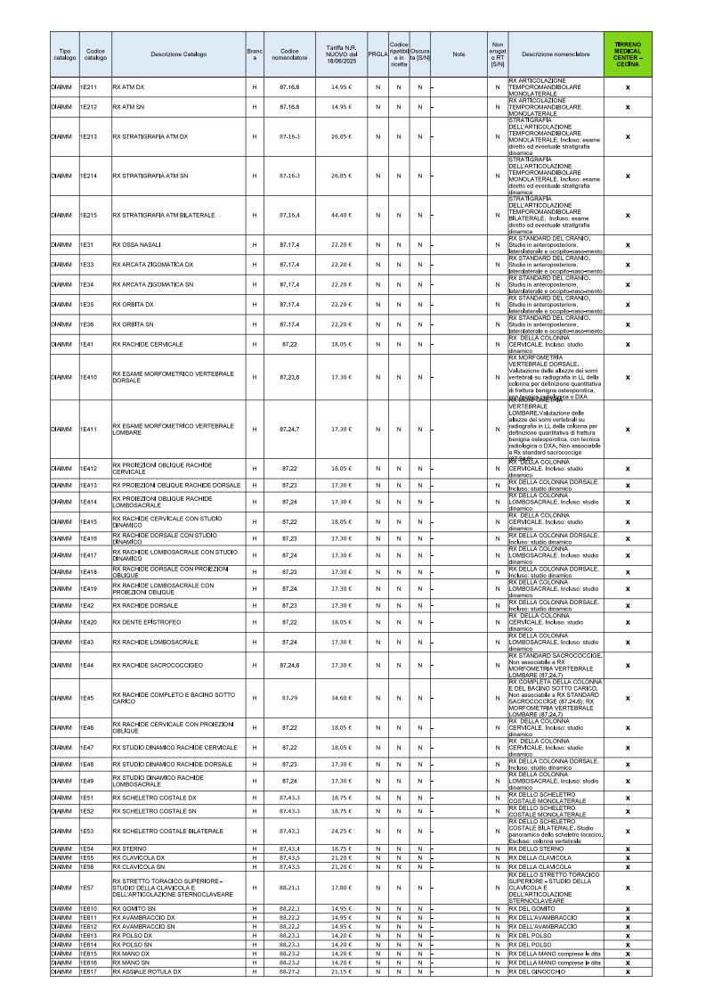 Tipo catalogo | Codice catalogo | Descrizione Catalogo | Branca | Codice nomenclatore | Tariffa N.R. NUOVO dal 16/06/2025 | PRGLA | Codice ripetibile in ricetta | Oscurata [S/N] | Note | Non erogato RT [S/N] | Descrizione nomenclatore | TIRRENO MEDICAL CENTER – CECINA
DIAIMM | 1E211 | RX ATM DX | H | 87.16.6 | 14,95 € | N | N | N | – | N | RX ARTICOLAZIONE TEMPOROMANDIBOLARE MONOLATERALE | x
DIAIMM | 1E212 | RX ATM SN | H | 87.16.6 | 14,95 € | N | N | N | – | N | RX ARTICOLAZIONE TEMPOROMANDIBOLARE MONOLATERALE | x
DIAIMM | 1E213 | RX STRATIGRAFIA ATM DX | H | 87.16.3 | 26,85 € | N | N | N | – | N | STRATIGRAFIA DELL'ARTICOLAZIONE TEMPOROMANDIBOLARE MONOLATERALE. Incluso: esame diretto ed eventuale stratigrafia dinamica | x
DIAIMM | 1E214 | RX STRATIGRAFIA ATM SN | H | 87.16.3 | 26,85 € | N | N | N | – | N | STRATIGRAFIA DELL'ARTICOLAZIONE TEMPOROMANDIBOLARE MONOLATERALE. Incluso: esame diretto ed eventuale stratigrafia dinamica | x
DIAIMM | 1E215 | RX STRATIGRAFIA ATM BILATERALE | H | 87.16.4 | 44,40 € | N | N | N | – | N | STRATIGRAFIA DELL'ARTICOLAZIONE TEMPOROMANDIBOLARE BILATERALE. Incluso: esame diretto ed eventuale stratigrafia dinamica | x
DIAIMM | 1E31 | RX OSSA NASALI | H | 87.17.4 | 22,20 € | N | N | N | – | N | RX STANDARD DEL CRANIO. Studio in anteroposteriore, laterolaterale e occipito-naso-mento | x
DIAIMM | 1E33 | RX ARCATA ZIGOMATICA DX | H | 87.17.4 | 22,20 € | N | N | N | – | N | RX STANDARD DEL CRANIO. Studio in anteroposteriore, laterolaterale e occipito-naso-mento | x
DIAIMM | 1E34 | RX ARCATA ZIGOMATICA SN | H | 87.17.4 | 22,20 € | N | N | N | – | N | RX STANDARD DEL CRANIO. Studio in anteroposteriore, laterolaterale e occipito-naso-mento | x
DIAIMM | 1E35 | RX ORBITA DX | H | 87.17.4 | 22,20 € | N | N | N | – | N | RX STANDARD DEL CRANIO. Studio in anteroposteriore, laterolaterale e occipito-naso-mento | x
DIAIMM | 1E36 | RX ORBITA SN | H | 87.17.4 | 22,20 € | N | N | N | – | N | RX STANDARD DEL CRANIO. Studio in anteroposteriore, laterolaterale e occipito-naso-mento | x
DIAIMM | 1E41 | RX RACHIDE CERVICALE | H | 87.22 | 18,05 € | N | N | N | – | N | RX DELLA COLONNA CERVICALE. Incluso: studio dinamico | x
DIAIMM | 1E410 | RX ESAME MORFOMETRICO VERTEBRALE DORSALE | H | 87.23.6 | 17,30 € | N | N | N | – | N | RX MORFOMETRIA VERTEBRALE DORSALE. Valutazione delle altezze dei somi vertebrali su radiografia in LL della colonna per definizione quantitativa di frattura benigna osteoporotica, con tecnica radiologica o DXA | x
DIAIMM | 1E411 | RX ESAME MORFOMETRICO VERTEBRALE LOMBARE | H | 87.24.7 | 17,30 € | N | N | N | – | N | RX MORFOMETRIA VERTEBRALE LOMBARE.Valutazione delle altezze dei somi vertebrali su radiografia in LL della colonna per definizione quantitativa di frattura benigna osteoporotica, con tecnica radiologica o DXA. Non associabile a Rx standard sacrococcige | x
DIAIMM | 1E412 | RX PROIEZIONI OBLIQUE RACHIDE CERVICALE | H | 87.22 | 18,05 € | N | N | N | – | N | RX DELLA COLONNA CERVICALE. Incluso: studio dinamico | x
DIAIMM | 1E413 | RX PROIEZIONI OBLIQUE RACHIDE DORSALE | H | 87.23 | 17,30 € | N | N | N | – | N | RX DELLA COLONNA DORSALE. Incluso: studio dinamico | x
DIAIMM | 1E414 | RX PROIEZIONI OBLIQUE RACHIDE LOMBOSACRALE | H | 87.24 | 17,30 € | N | N | N | – | N | RX DELLA COLONNA LOMBOSACRALE. Incluso: studio dinamico | x
DIAIMM | 1E415 | RX RACHIDE CERVICALE CON STUDIO DINAMICO | H | 87.22 | 18,05 € | N | N | N | – | N | RX DELLA COLONNA CERVICALE. Incluso: studio dinamico | x
DIAIMM | 1E416 | RX RACHIDE DORSALE CON STUDIO DINAMICO | H | 87.23 | 17,30 € | N | N | N | – | N | RX DELLA COLONNA DORSALE. Incluso: studio dinamico | x
DIAIMM | 1E417 | RX RACHIDE LOMBOSACRALE CON STUDIO DINAMICO | H | 87.24 | 17,30 € | N | N | N | – | N | RX DELLA COLONNA LOMBOSACRALE. Incluso: studio dinamico | x
DIAIMM | 1E418 | RX RACHIDE DORSALE CON PROIEZIONI OBLIQUE | H | 87.23 | 17,30 € | N | N | N | – | N | RX DELLA COLONNA DORSALE. Incluso: studio dinamico | x
DIAIMM | 1E419 | RX RACHIDE LOMBOSACRALE CON PROIEZIONI OBLIQUE | H | 87.24 | 17,30 € | N | N | N | – | N | RX DELLA COLONNA LOMBOSACRALE. Incluso: studio dinamico | x
DIAIMM | 1E42 | RX RACHIDE DORSALE | H | 87.23 | 17,30 € | N | N | N | – | N | RX DELLA COLONNA DORSALE. Incluso: studio dinamico | x
DIAIMM | 1E420 | RX DENTE EPISTROFEO | H | 87.22 | 18,05 € | N | N | N | – | N | RX DELLA COLONNA CERVICALE. Incluso: studio dinamico | x
DIAIMM | 1E43 | RX RACHIDE LOMBOSACRALE | H | 87.24 | 17,30 € | N | N | N | – | N | RX DELLA COLONNA LOMBOSACRALE. Incluso: studio dinamico | x
DIAIMM | 1E44 | RX RACHIDE SACROCOCCIGEO | H | 87.24.6 | 17,30 € | N | N | N | – | N | RX STANDARD SACROCOCCIGE. Non associabile a RX MORFOMETRIA VERTEBRALE LOMBARE (87.24.7) | x
DIAIMM | 1E45 | RX RACHIDE COMPLETO E BACINO SOTTO CARICO | H | 87.29 | 34,60 € | N | N | N | – | N | RX COMPLETA DELLA COLONNA E DEL BACINO SOTTO CARICO. Non associabile a RX STANDARD SACROCOCCIGE (87.24.6); RX MORFOMETRIA VERTEBRALE LOMBARE (87.24.7) | x
DIAIMM | 1E46 | RX RACHIDE CERVICALE CON PROIEZIONI OBLIQUE | H | 87.22 | 18,05 € | N | N | N | – | N | RX DELLA COLONNA CERVICALE. Incluso: studio dinamico | x
DIAIMM | 1E47 | RX STUDIO DINAMICO RACHIDE CERVICALE | H | 87.22 | 18,05 € | N | N | N | – | N | RX DELLA COLONNA CERVICALE. Incluso: studio dinamico | x
DIAIMM | 1E48 | RX STUDIO DINAMICO RACHIDE DORSALE | H | 87.23 | 17,30 € | N | N | N | – | N | RX DELLA COLONNA DORSALE. Incluso: studio dinamico | x
DIAIMM | 1E49 | RX STUDIO DINAMICO RACHIDE LOMBOSACRALE | H | 87.24 | 17,30 € | N | N | N | – | N | RX DELLA COLONNA LOMBOSACRALE. Incluso: studio dinamico | x
DIAIMM | 1E51 | RX SCHELETRO COSTALE DX | H | 87.43.3 | 18,75 € | N | N | N | – | N | RX DELLO SCHELETRO COSTALE MONOLATERALE | x
DIAIMM | 1E52 | RX SCHELETRO COSTALE SN | H | 87.43.3 | 18,75 € | N | N | N | – | N | RX DELLO SCHELETRO COSTALE MONOLATERALE | x
DIAIMM | 1E53 | RX SCHELETRO COSTALE BILATERALE | H | 87.43.1 | 24,25 € | N | N | N | – | N | RX DELLO SCHELETRO COSTALE BILATERALE. Studio panoramico dello scheletro toracico. Escluso: colonna vertebrale | x
DIAIMM | 1E54 | RX STERNO | H | 87.43.4 | 18,75 € | N | N | N | – | N | RX DELLO STERNO | x
DIAIMM | 1E55 | RX CLAVICOLA DX | H | 87.43.5 | 21,20 € | N | N | N | – | N | RX DELLA CLAVICOLA | x
DIAIMM | 1E56 | RX CLAVICOLA SN | H | 87.43.5 | 21,20 € | N | N | N | – | N | RX DELLA CLAVICOLA | x
DIAIMM | 1E57 | RX STRETTO TORACICO SUPERIORE – STUDIO DELLA CLAVICOLA E DELL'ARTICOLAZIONE STERNOCLAVEARE | H | 88.21.1 | 17,80 € | N | N | N | – | N | RX DELLO STRETTO TORACICO SUPERIORE – STUDIO DELLA CLAVICOLA E DELL'ARTICOLAZIONE STERNOCLAVEARE | x
DIAIMM | 1E610 | RX GOMITO SN | H | 88.22.1 | 14,95 € | N | N | N | – | N | RX DEL GOMITO | x
DIAIMM | 1E611 | RX AVAMBRACCIO DX | H | 88.22.2 | 14,95 € | N | N | N | – | N | RX DELL'AVAMBRACCIO | x
DIAIMM | 1E612 | RX AVAMBRACCIO SN | H | 88.22.2 | 14,95 € | N | N | N | – | N | RX DELL'AVAMBRACCIO | x
DIAIMM | 1E613 | RX POLSO DX | H | 88.23.1 | 14,20 € | N | N | N | – | N | RX DEL POLSO | x
DIAIMM | 1E614 | RX POLSO SN | H | 88.23.1 | 14,20 € | N | N | N | – | N | RX DEL POLSO | x
DIAIMM | 1E615 | RX MANO DX | H | 88.23.2 | 14,20 € | N | N | N | – | N | RX DELLA MANO comprese le dita | x
DIAIMM | 1E616 | RX MANO SN | H | 88.23.2 | 14,20 € | N | N | N | – | N | RX DELLA MANO comprese le dita | x
DIAIMM | 1E617 | RX ASSIALE ROTULA DX | H | 88.27.2 | 21,15 € | N | N | N | – | N | RX DEL GINOCCHIO | x